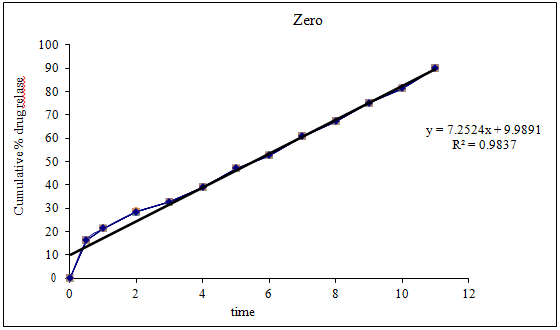 Zero
100
90
80
70
60
50
40
30
20
10
0
Cumulative % drug relase
0 2 4 6 8 10 12
time
y = 7.2524x + 9.9891
R² = 0.9837